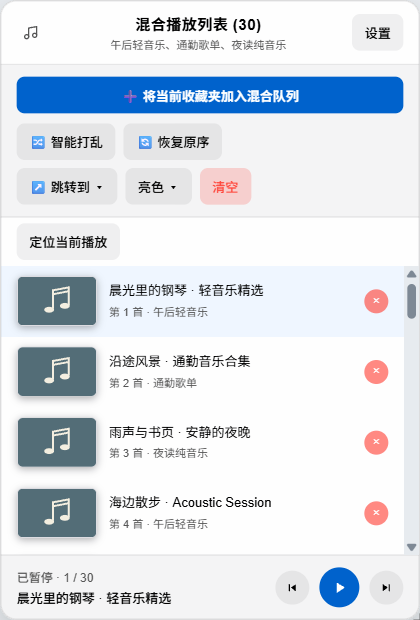 混合播放列表 (30)
午后轻音乐、通勤歌单、夜读纯音乐
设置
➕ 将当前收藏夹加入混合队列
🔀 智能打乱
🔄 恢复原序
↗️ 跳转到
亮色
清空
定位当前播放
晨光里的钢琴 · 轻音乐精选
第 1 首 · 午后轻音乐
沿途风景 · 通勤音乐合集
第 2 首 · 通勤歌单
雨声与书页 · 安静的夜晚
第 3 首 · 夜读纯音乐
海边散步 · Acoustic Session
第 4 首 · 午后轻音乐
已暂停 · 1 / 30
晨光里的钢琴 · 轻音乐精选